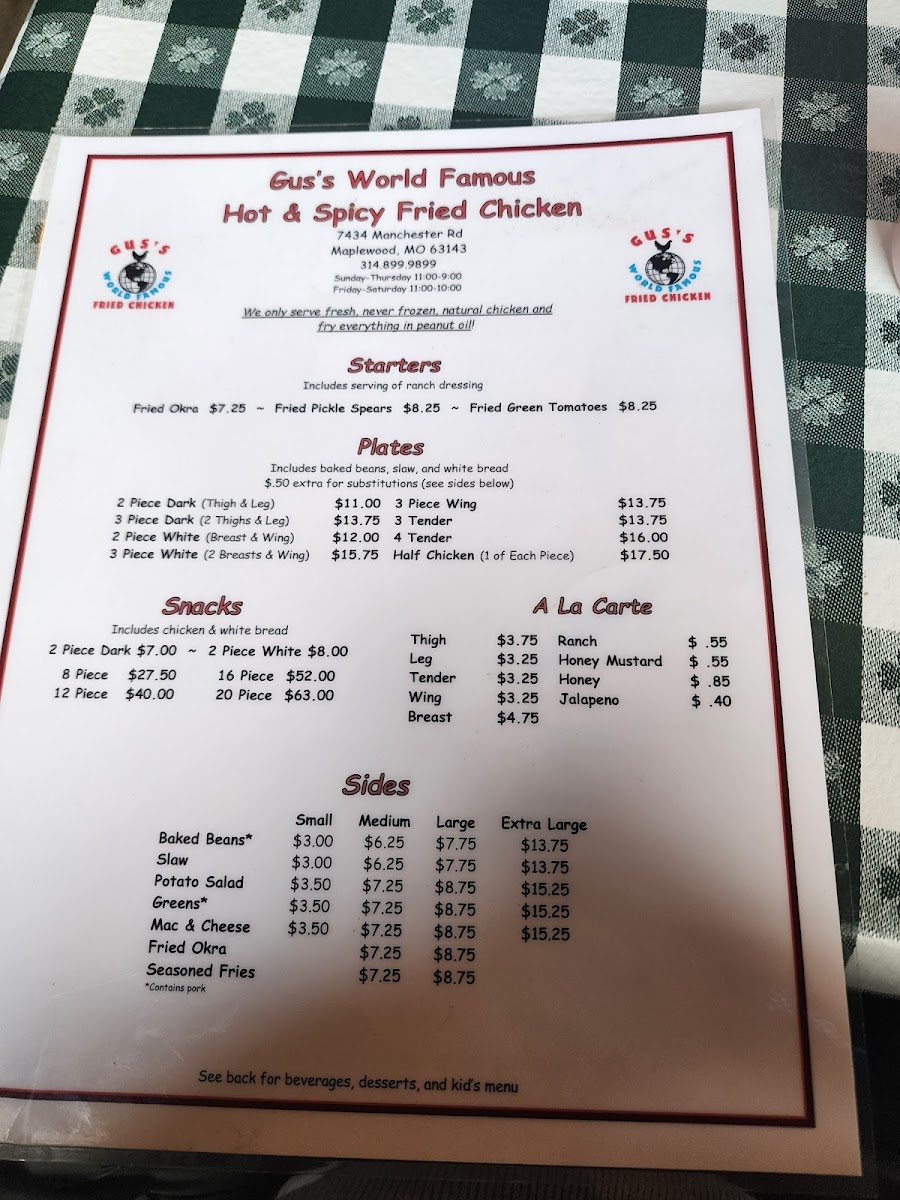 Gus's World Famous
Hot & Spicy Fried Chicken
7434 Manchester Rd
Maplewood, MO 63143
314.899.9899
Sunday-Thursday 11:00-9:00
Friday-Saturday 11:00-10:00
GUS'S
WORLD FAMOUS
FRIED CHICKEN
GUS'S
WORLD FAMOUS
FRIED CHICKEN
We only serve fresh, never frozen, natural chicken and
fry everything in peanut oil!
Starters
Includes serving of ranch dressing
Fried Okra $7.25 ~ Fried Pickle Spears $8.25 ~ Fried Green Tomatoes $8.25
Plates
Includes baked beans, slaw, and white bread
$.50 extra for substitutions (see sides below)
2 Piece Dark (Thigh & Leg) $11.00 3 Piece Wing $13.75
3 Piece Dark (2 Thighs & Leg) $13.75 3 Tender $13.75
2 Piece White (Breast & Wing) $12.00 4 Tender $16.00
3 Piece White (2 Breasts & Wing) $15.75 Half Chicken (1 of Each Piece) $17.50
Snacks
Includes chicken & white bread
2 Piece Dark $7.00 ~ 2 Piece White $8.00
8 Piece $27.50 16 Piece $52.00
12 Piece $40.00 20 Piece $63.00
A La Carte
Thigh $3.75 Ranch $ .55
Leg $3.25 Honey Mustard $ .55
Tender $3.25 Honey $ .85
Wing $3.25 Jalapeno $ .40
Breast $4.75
Sides
Small Medium Large Extra Large
Baked Beans* $3.00 $6.25 $7.75 $13.75
Slaw $3.00 $6.25 $7.75 $13.75
Potato Salad $3.50 $7.25 $8.75 $15.25
Greens* $3.50 $7.25 $8.75 $15.25
Mac & Cheese $3.50 $7.25 $8.75 $15.25
Fried Okra $7.25 $8.75
Seasoned Fries $7.25 $8.75
*Contains pork
See back for beverages, desserts, and kid's menu